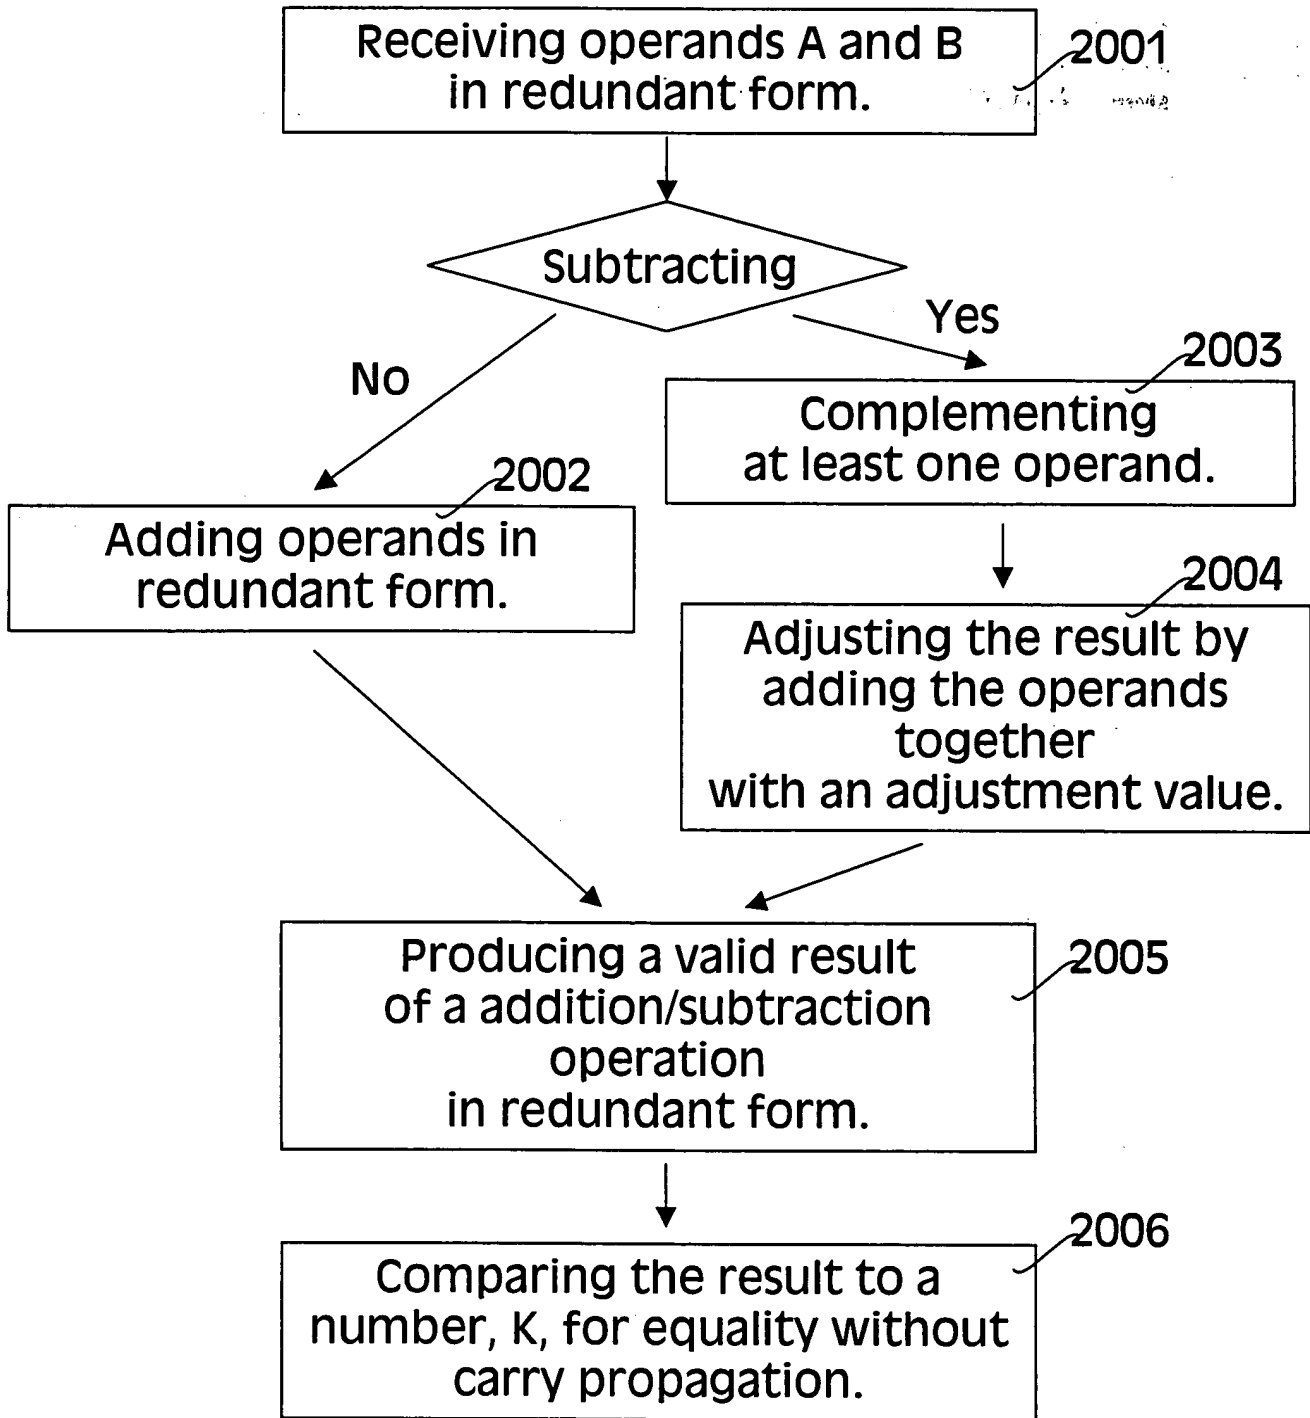 Receiving operands A and B
in redundant form.
2001
Subtracting
Yes
No
2003
Complementing
at least one operand.
2002
Adding operands in
redundant form.
2004
Adjusting the result by
adding the operands
together
with an adjustment value.
2005
Producing a valid result
of a addition/subtraction
operation
in redundant form.
2006
Comparing the result to a
number, K, for equality without
carry propagation.